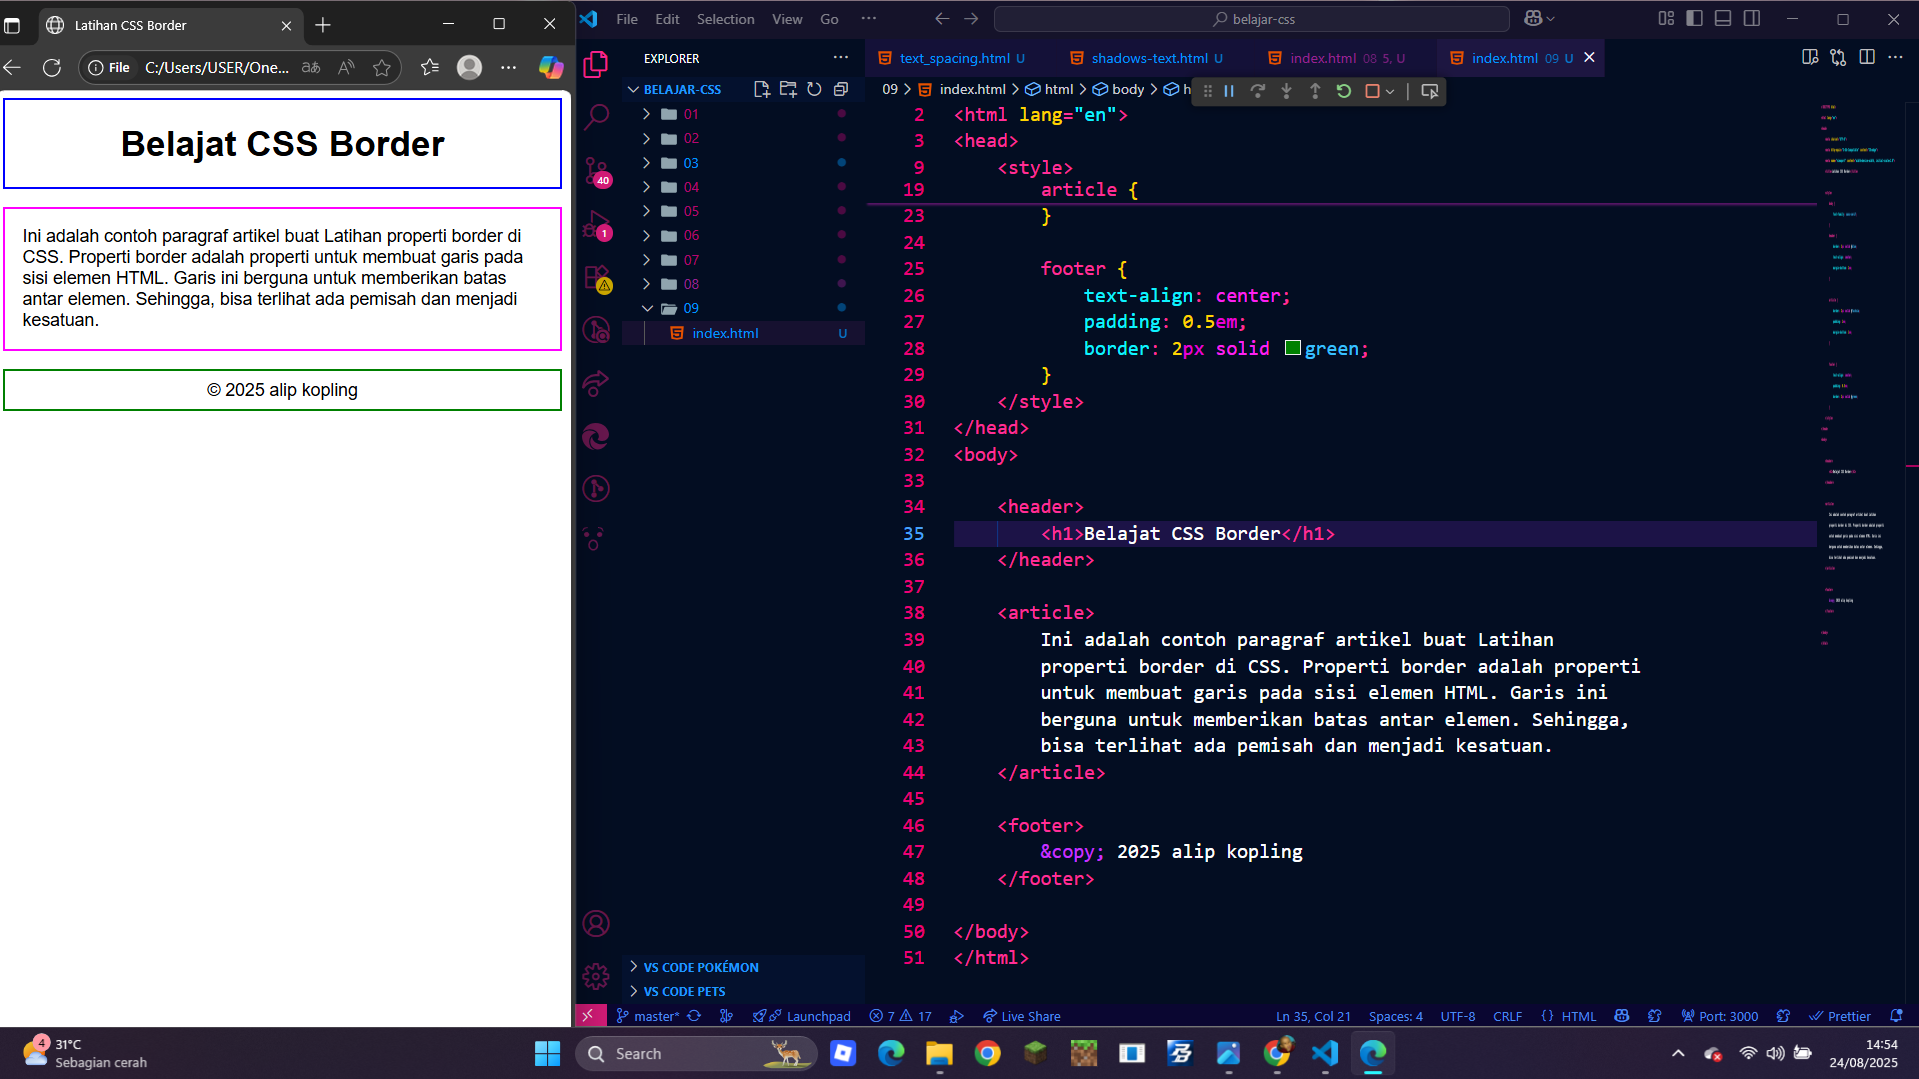 Latihan CSS Border
File C:/Users/USER/One...
Belajat CSS Border
Ini adalah contoh paragraf artikel buat Latihan properti border di
CSS. Properti border adalah properti untuk membuat garis pada
sisi elemen HTML. Garis ini berguna untuk memberikan batas
antar elemen. Sehingga, bisa terlihat ada pemisah dan menjadi
kesatuan.
© 2025 alip kopling
File Edit Selection View Go ···
belajar-css
EXPLORER
BELAJAR-CSS
01
02
03
04
05
06
07
08
09
index.html U
VS CODE POKÉMON
VS CODE PETS
40
1
text_spacing.html U
shadows-text.html U
index.html 08 5, U
index.html 09 U
09 > index.html > html > body > h
2 <html lang="en">
3 <head>
9 <style>
19 article {
23 }
24
25 footer {
26 text-align: center;
27 padding: 0.5em;
28 border: 2px solid green;
29 }
30 </style>
31 </head>
32 <body>
33
34 <header>
35 <h1>Belajat CSS Border</h1>
36 </header>
37
38 <article>
39 Ini adalah contoh paragraf artikel buat Latihan
40 properti border di CSS. Properti border adalah properti
41 untuk membuat garis pada sisi elemen HTML. Garis ini
42 berguna untuk memberikan batas antar elemen. Sehingga,
43 bisa terlihat ada pemisah dan menjadi kesatuan.
44 </article>
45
46 <footer>
47 &copy; 2025 alip kopling
48 </footer>
49
50 </body>
51 </html>
master* Launchpad 7 17 Live Share Ln 35, Col 21 Spaces: 4 UTF-8 CRLF {} HTML Port: 3000 Prettier
4
31°C
Sebagian cerah
Search
14:54
24/08/2025